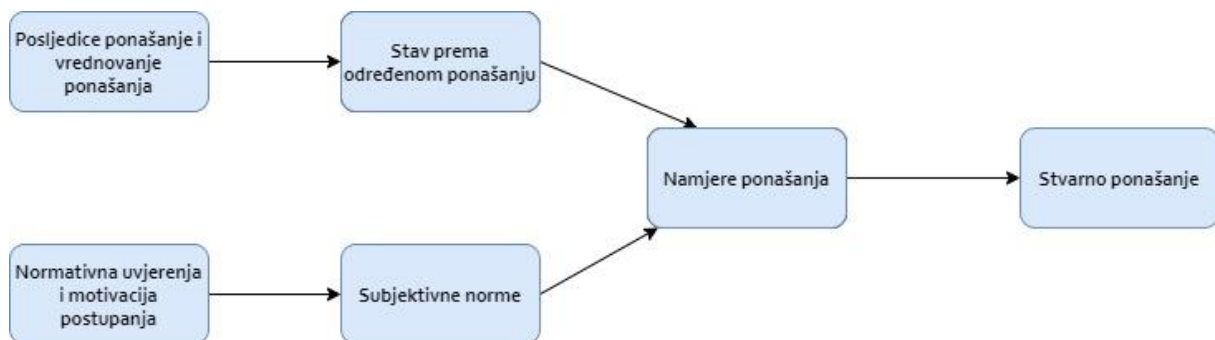 Posljedice ponašanje i
vrednovanje
ponašanja
Stav prema
određenom ponašanju
Namjere ponašanja
Stvarno ponašanje
Normativna uvjerenja
i motivacija
postupanja
Subjektivne norme